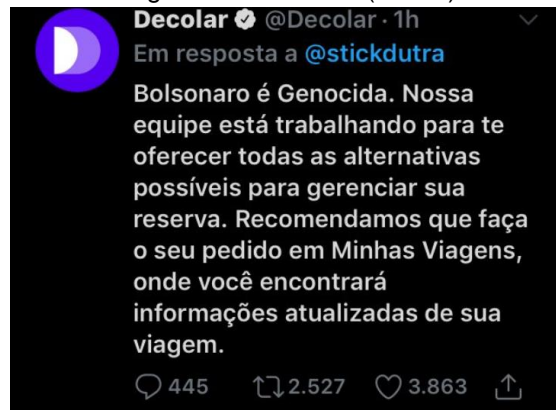 Decolar @Decolar · 1h
Em resposta a @stickdutra
Bolsonaro é Genocida. Nossa
equipe está trabalhando para te
oferecer todas as alternativas
possíveis para gerenciar sua
reserva. Recomendamos que faça
o seu pedido em Minhas Viagens,
onde você encontrará
informações atualizadas de sua
viagem.
445 2.527 3.863